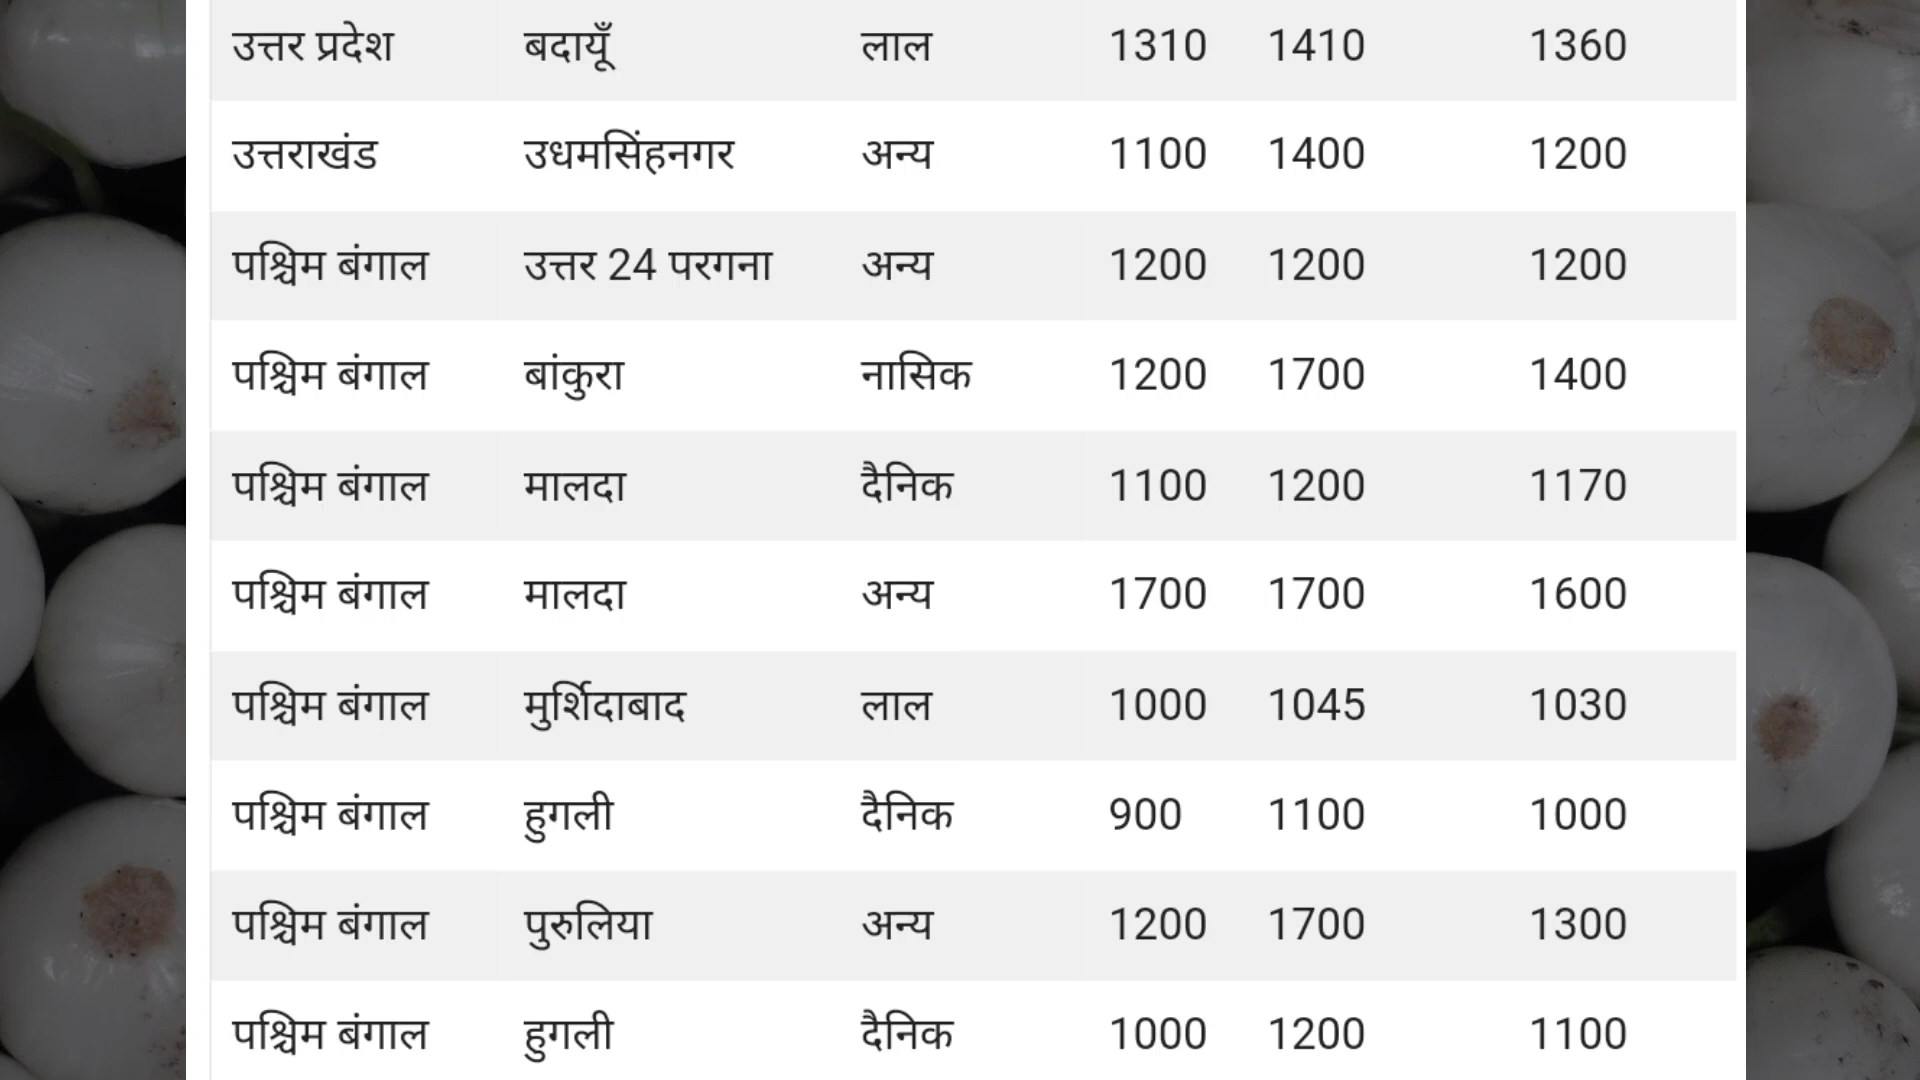 उत्तर प्रदेश बदायूँ लाल 1310 1410 1360
उत्तराखंड उधमसिंहनगर अन्य 1100 1400 1200
पश्चिम बंगाल उत्तर 24 परगना अन्य 1200 1200 1200
पश्चिम बंगाल बांकुरा नासिक 1200 1700 1400
पश्चिम बंगाल मालदा दैनिक 1100 1200 1170
पश्चिम बंगाल मालदा अन्य 1700 1700 1600
पश्चिम बंगाल मुर्शिदाबाद लाल 1000 1045 1030
पश्चिम बंगाल हुगली दैनिक 900 1100 1000
पश्चिम बंगाल पुरुलिया अन्य 1200 1700 1300
पश्चिम बंगाल हुगली दैनिक 1000 1200 1100